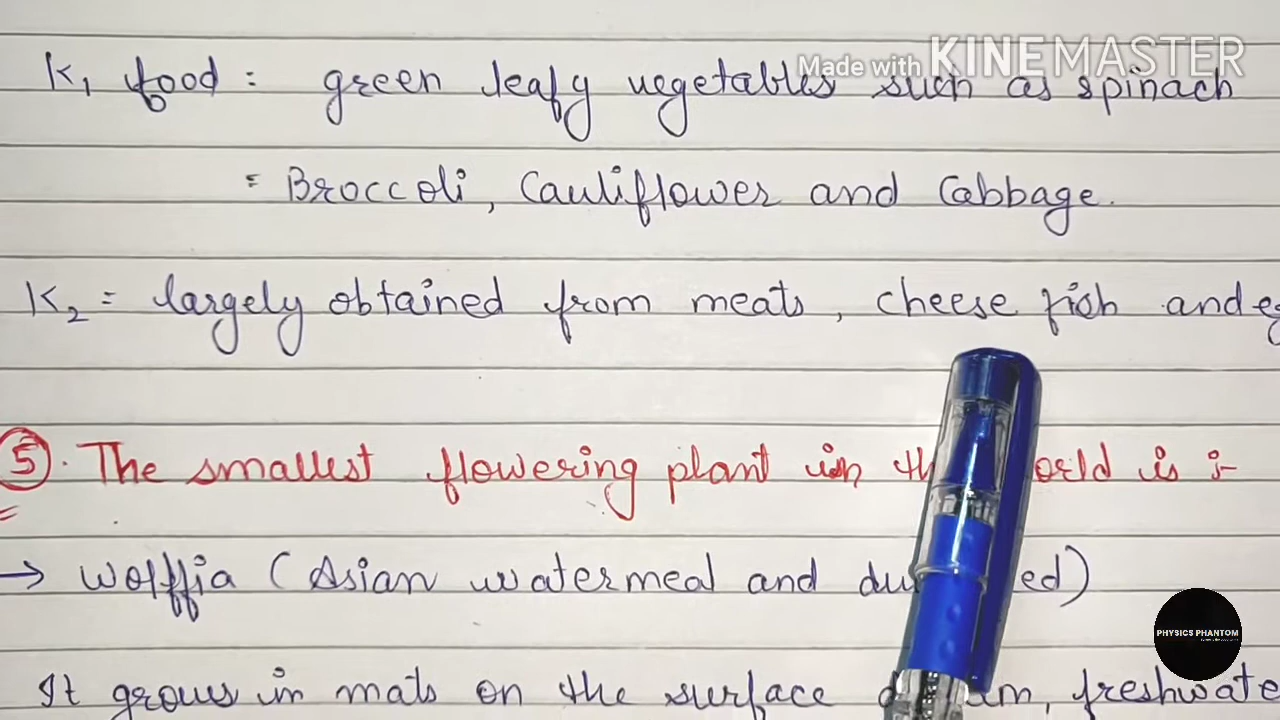 Made with KINEMASTER
K1 food : green leafy vegetables such as spinach
= Broccoli, Cauliflower and Cabbage.
K2 = largely obtained from meats, cheese fish and
5. The smallest flowering plant in the is :-
→ Wolffia (Asian watermeal and
It grows in mats on the surface
PHYSICS PHANTOM